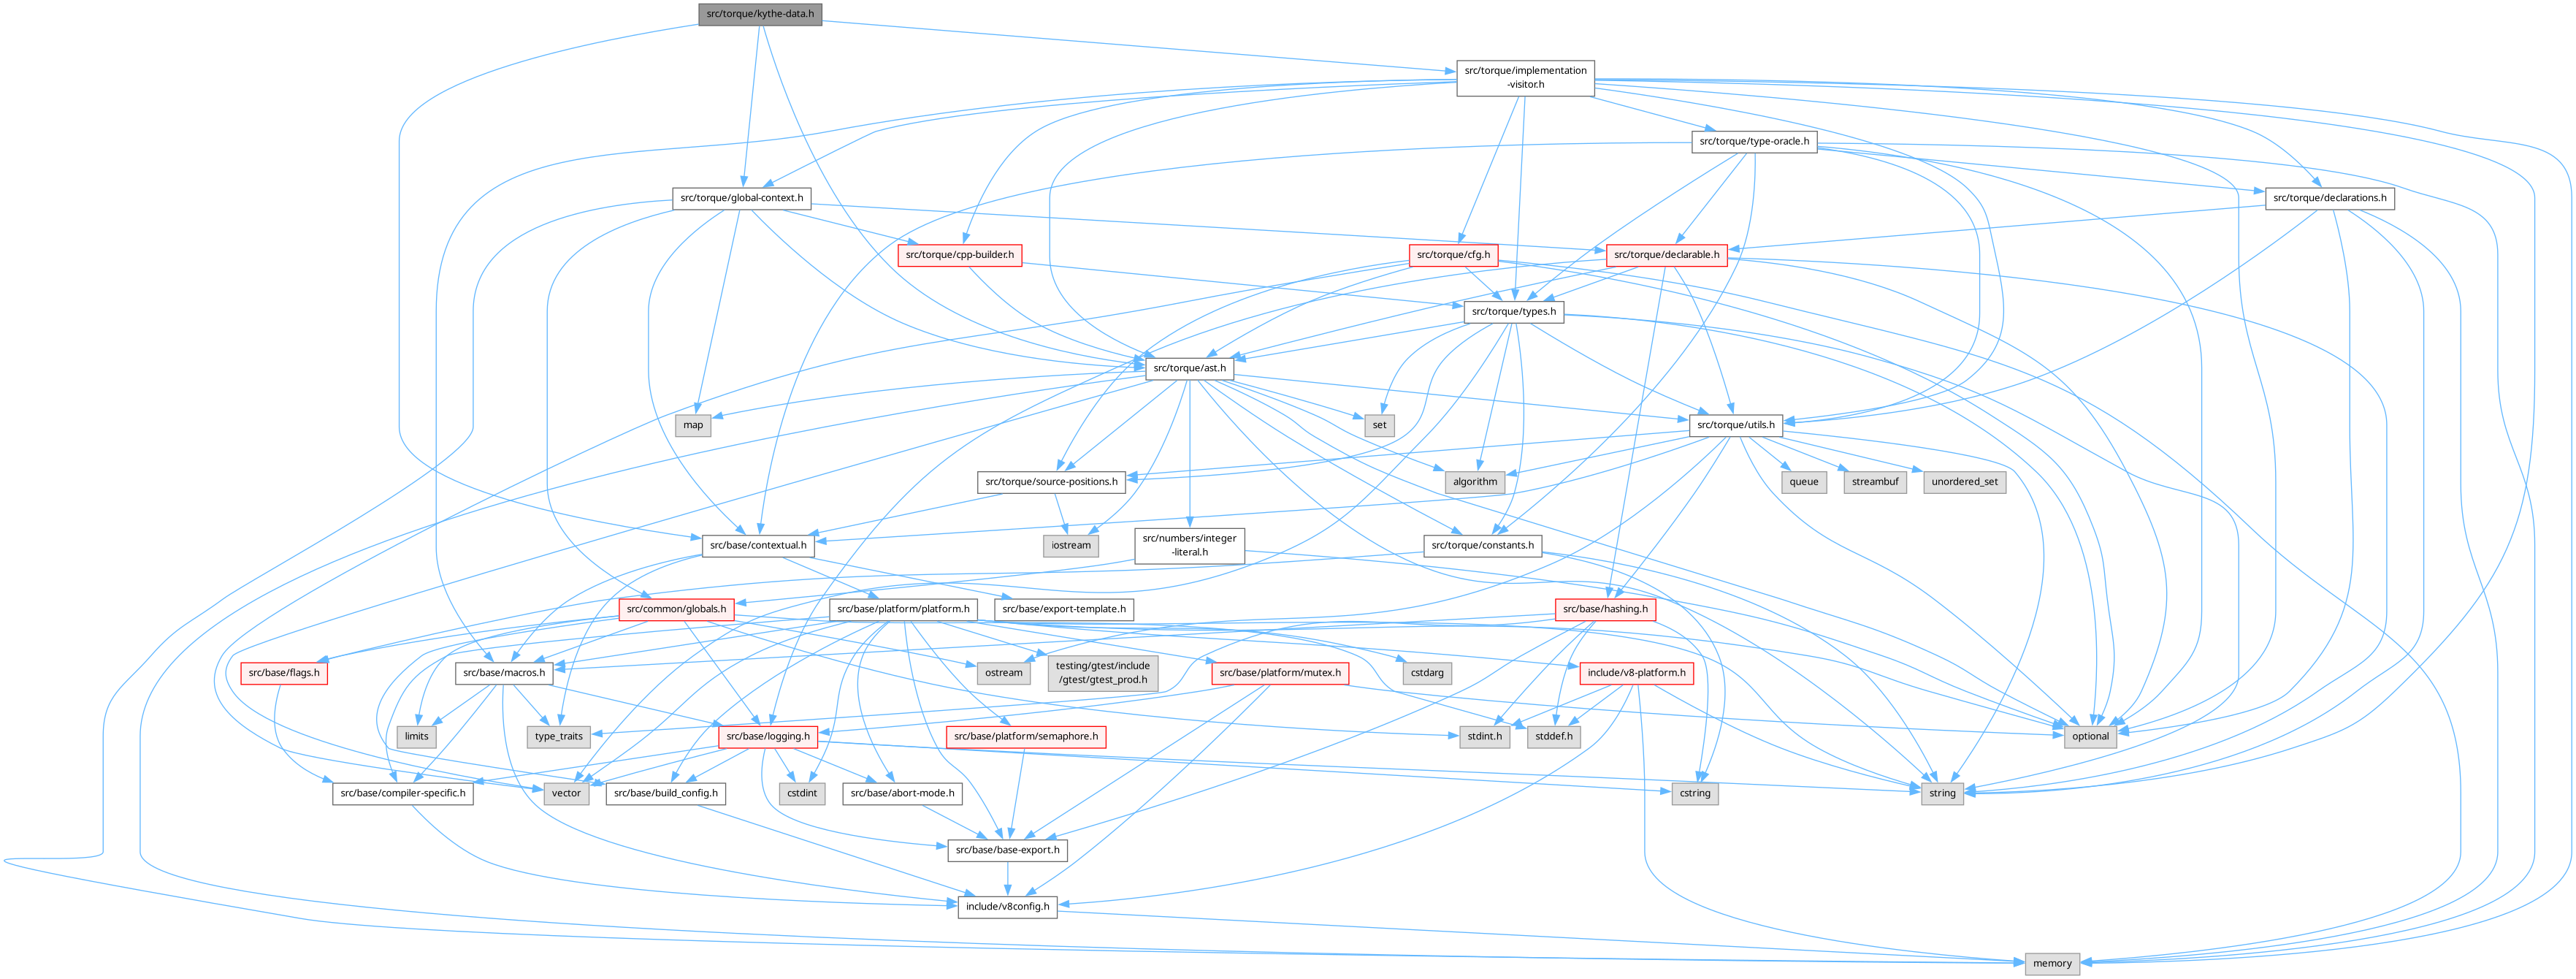 src/torque/kythe-data.h
src/torque/implementation
-visitor.h
src/torque/type-oracle.h
src/torque/global-context.h
src/torque/declarations.h
src/torque/cpp-builder.h
src/torque/cfg.h
src/torque/declarable.h
src/torque/types.h
src/torque/ast.h
map
set
src/torque/utils.h
src/torque/source-positions.h
algorithm
queue
streambuf
unordered_set
src/base/contextual.h
iostream
src/numbers/integer
-literal.h
src/torque/constants.h
src/common/globals.h
src/base/platform/platform.h
src/base/export-template.h
src/base/hashing.h
src/base/flags.h
src/base/macros.h
ostream
testing/gtest/include
/gtest/gtest_prod.h
src/base/platform/mutex.h
cstdarg
include/v8-platform.h
limits
type_traits
src/base/logging.h
src/base/platform/semaphore.h
stdint.h
stddef.h
optional
src/base/compiler-specific.h
vector
src/base/build_config.h
cstdint
src/base/abort-mode.h
cstring
string
src/base/base-export.h
include/v8config.h
memory